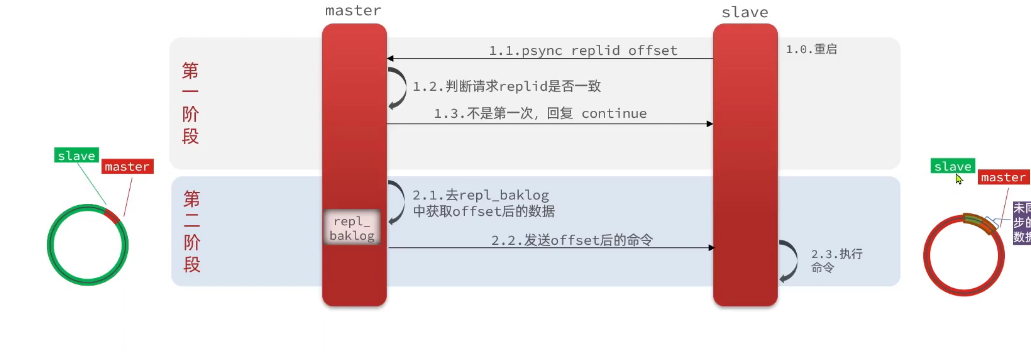 master
slave
1.0.重启
1.1.psync replid offset
第一阶段
1.2.判断请求replid是否一致
1.3.不是第一次，回复 continue
slave
master
第二阶段
2.1.去repl_baklog
中获取offset后的数据
repl_
baklog
2.2.发送offset后的命令
2.3.执行
命令
slave
master
未同
步的
数据